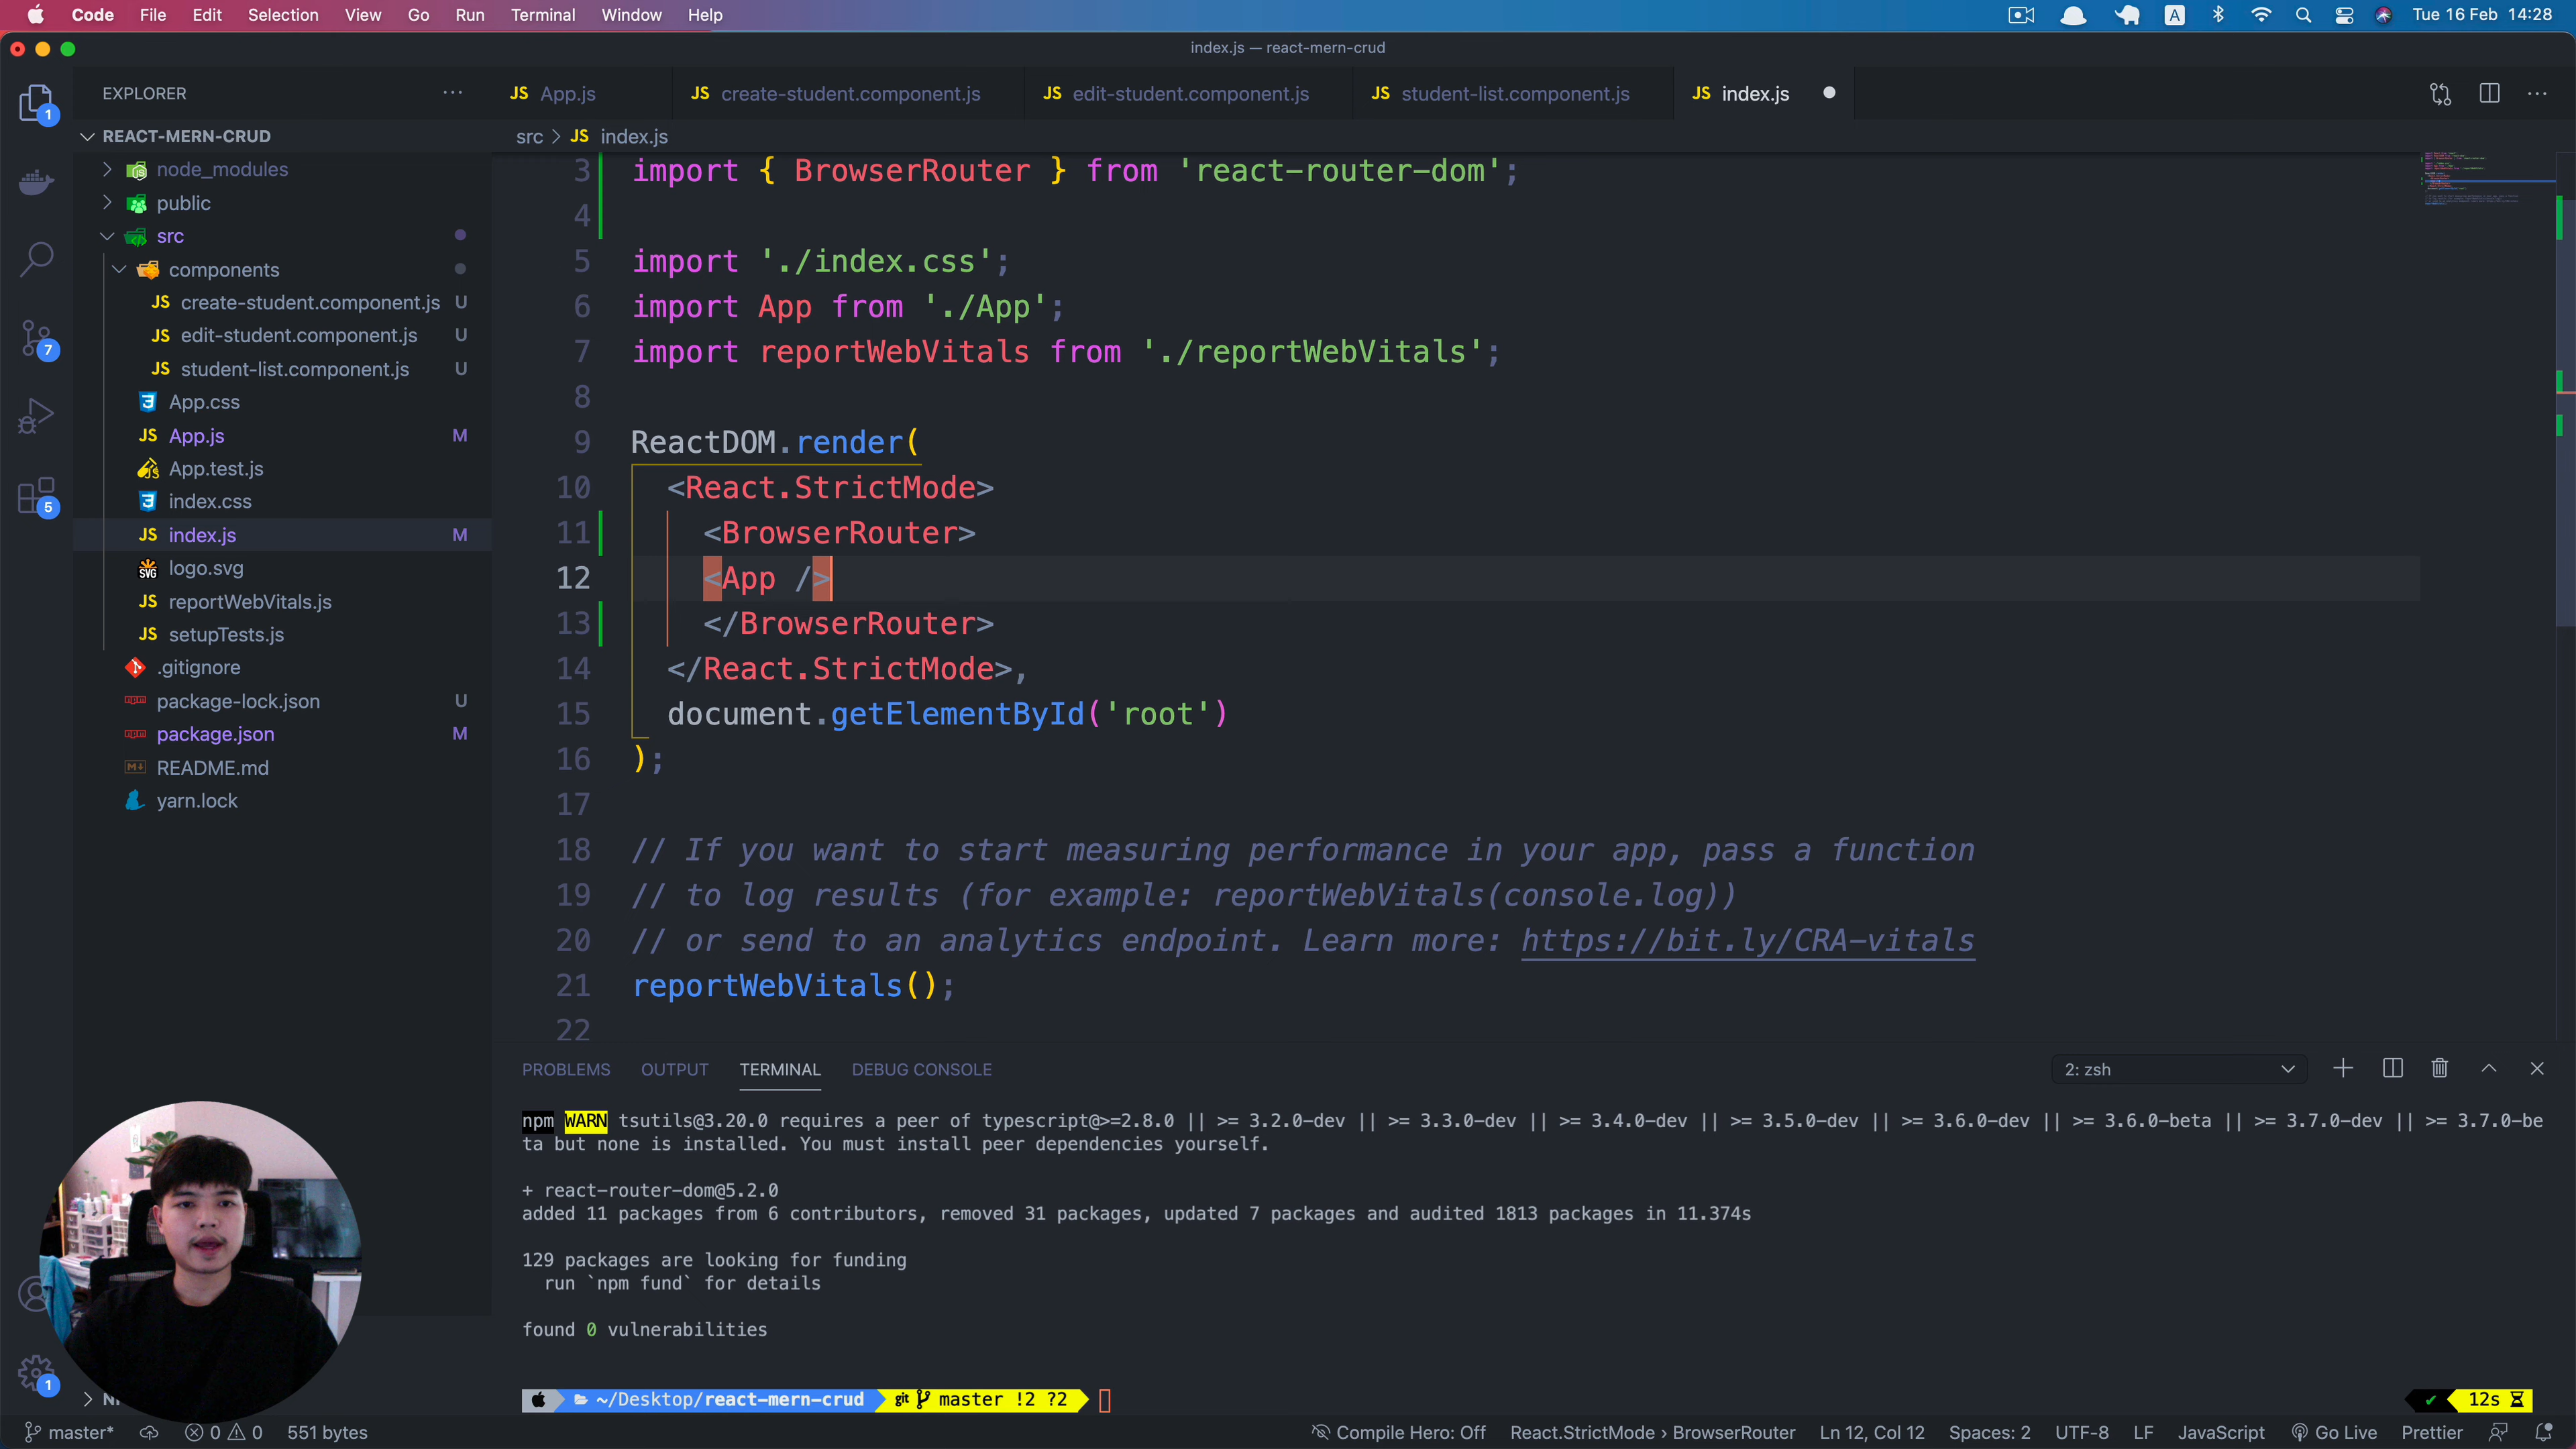 Code File Edit Selection View Go Run Terminal Window Help A Tue 16 Feb 14:28
index.js — react-mern-crud
EXPLORER ···
JS App.js JS create-student.component.js JS edit-student.component.js JS student-list.component.js JS index.js
REACT-MERN-CRUD
src > JS index.js
node_modules
public
src
components
JS create-student.component.js U
JS edit-student.component.js U
JS student-list.component.js U
App.css
JS App.js M
App.test.js
index.css
JS index.js M
SVG logo.svg
JS reportWebVitals.js
JS setupTests.js
.gitignore
package-lock.json U
package.json M
README.md
yarn.lock
1
7
5
1
3 import { BrowserRouter } from 'react-router-dom';
4
5 import './index.css';
6 import App from './App';
7 import reportWebVitals from './reportWebVitals';
8
9 ReactDOM.render(
10 <React.StrictMode>
11 <BrowserRouter>
12 <App />
13 </BrowserRouter>
14 </React.StrictMode>,
15 document.getElementById('root')
16 );
17
18 // If you want to start measuring performance in your app, pass a function
19 // to log results (for example: reportWebVitals(console.log))
20 // or send to an analytics endpoint. Learn more: https://bit.ly/CRA-vitals
21 reportWebVitals();
22
PROBLEMS OUTPUT TERMINAL DEBUG CONSOLE 2: zsh
npm WARN tsutils@3.20.0 requires a peer of typescript@>=2.8.0 || >= 3.2.0-dev || >= 3.3.0-dev || >= 3.4.0-dev || >= 3.5.0-dev || >= 3.6.0-dev || >= 3.6.0-beta || >= 3.7.0-dev || >= 3.7.0-be
ta but none is installed. You must install peer dependencies yourself.
+ react-router-dom@5.2.0
added 11 packages from 6 contributors, removed 31 packages, updated 7 packages and audited 1813 packages in 11.374s
129 packages are looking for funding
run `npm fund` for details
found 0 vulnerabilities
~/Desktop/react-mern-crud git master !2 ?2 ✔ 12s
master* 0 0 551 bytes Compile Hero: Off React.StrictMode › BrowserRouter Ln 12, Col 12 Spaces: 2 UTF-8 LF JavaScript Go Live Prettier